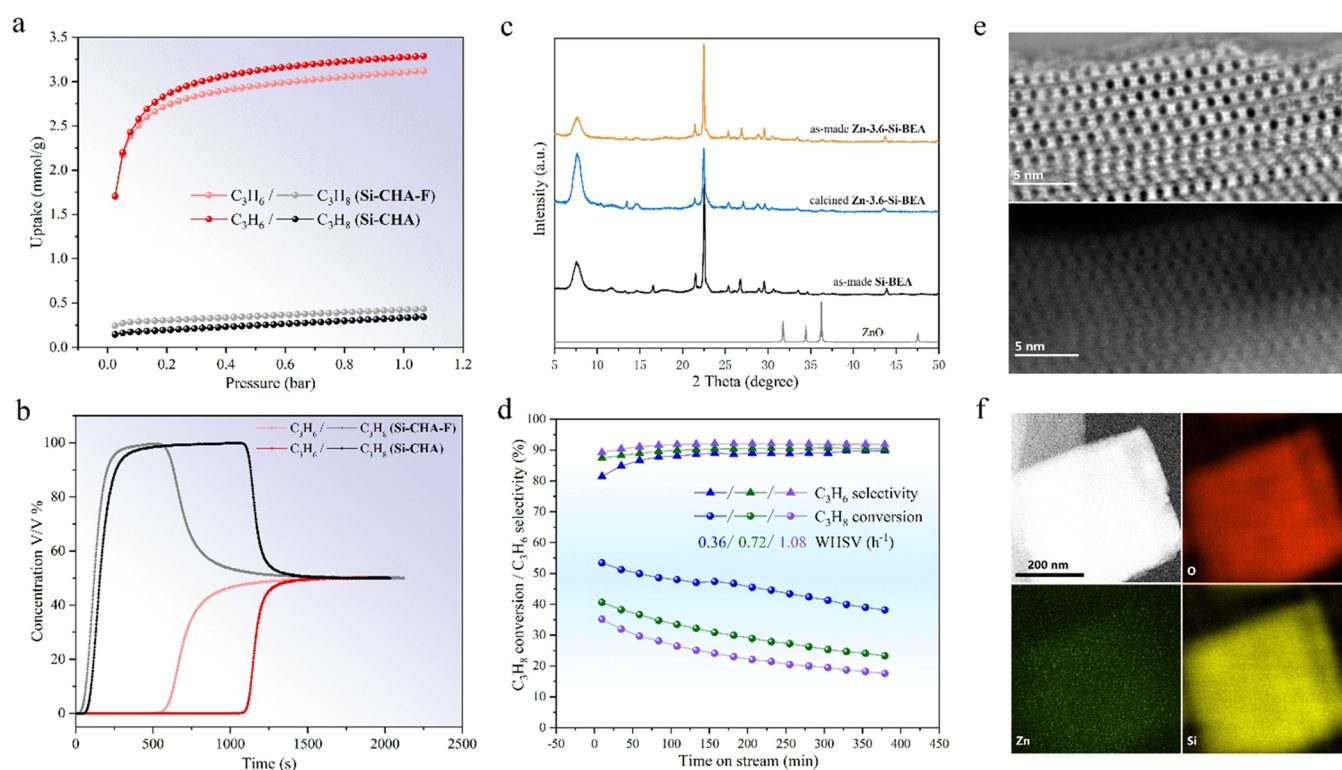 a
3.5
3.0
2.5
2.0
1.5
1.0
0.5
0.0
Uptake (mmol/g)
C₃H₆ / C₃H₈ (Si-CHA-F)
C₃H₆ / C₃H₈ (Si-CHA)
0.0 0.2 0.4 0.6 0.8 1.0 1.2
Pressure (bar)
b
100
80
60
40
20
0
Concentration V/V %
C₃H₆ / C₃H₈ (Si-CHA-F)
C₃H₆ / C₃H₈ (Si-CHA)
0 500 1000 1500 2000 2500
Time (s)
c
Intensity (a.u.)
as-made Zn-3.6-Si-BEA
calcined Zn-3.6-Si-BEA
as-made Si-BEA
ZnO
5 10 15 20 25 30 35 40 45 50
2 Theta (degree)
d
100
90
80
70
60
50
40
30
20
10
0
C₃H₈ conversion / C₃H₆ selectivity (%)
/ / C₃H₆ selectivity
/ / C₃H₈ conversion
0.36/ 0.72/ 1.08 WHSV (h⁻¹)
-50 0 50 100 150 200 250 300 350 400 450
Time on stream (min)
e
5 nm
5 nm
f
200 nm
O
Zn
Si